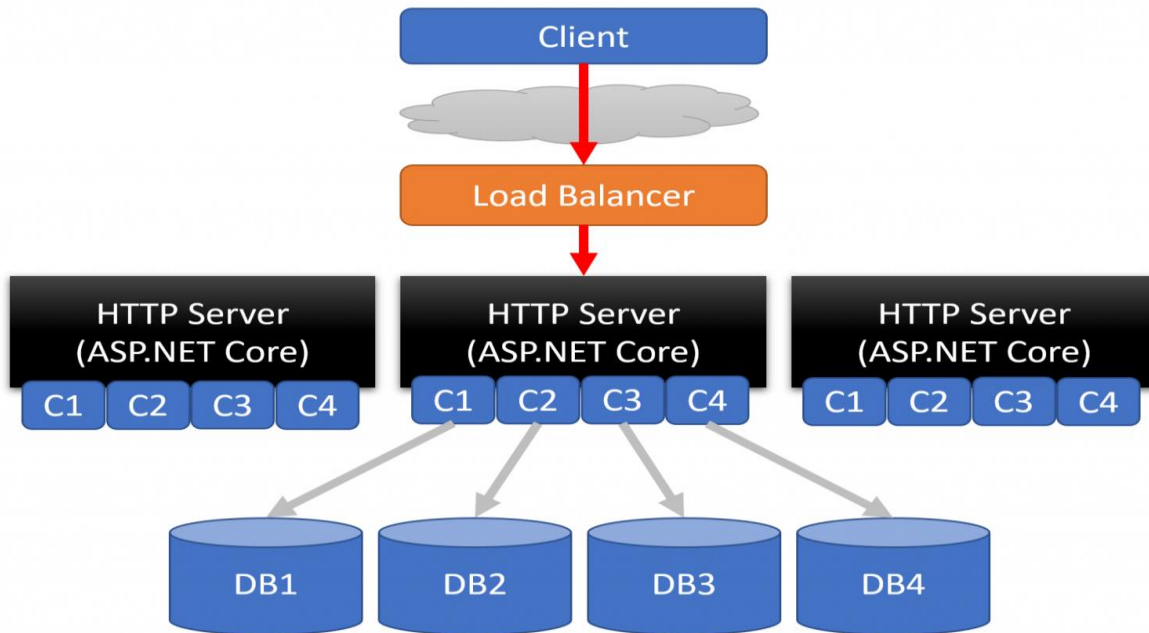 Client
Load Balancer
HTTP Server
(ASP.NET Core)
C1 C2 C3 C4
HTTP Server
(ASP.NET Core)
C1 C2 C3 C4
HTTP Server
(ASP.NET Core)
C1 C2 C3 C4
DB1
DB2
DB3
DB4